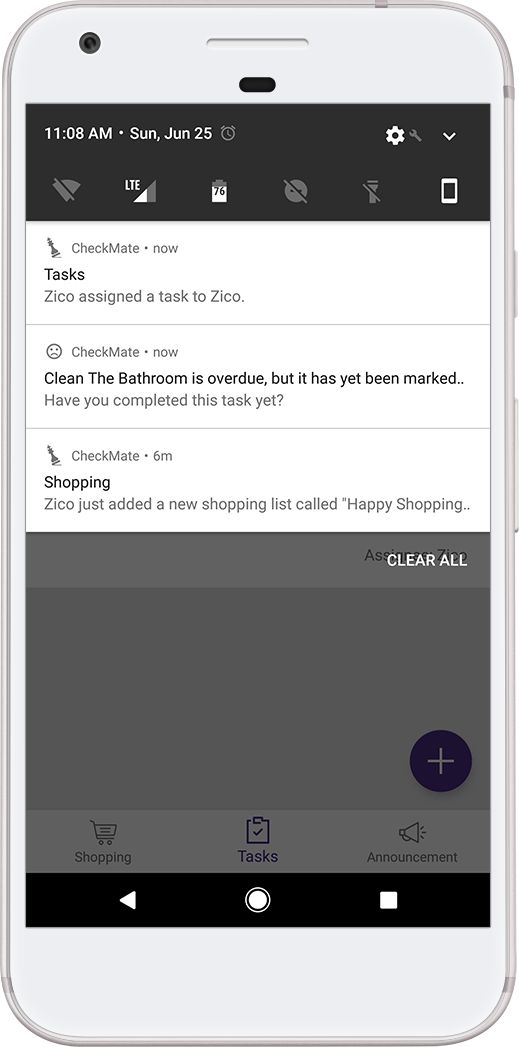 11:08 AM • Sun, Jun 25
LTE
76
CheckMate • now
Tasks
Zico assigned a task to Zico.
CheckMate • now
Clean The Bathroom is overdue, but it has yet been marked..
Have you completed this task yet?
CheckMate • 6m
Shopping
Zico just added a new shopping list called "Happy Shopping..
Assignee: Zico
CLEAR ALL
Shopping
Tasks
Announcement